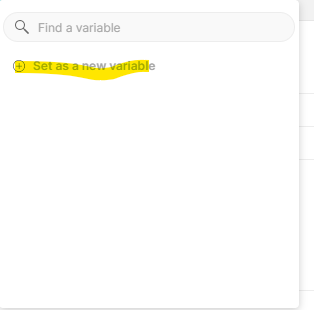 Find a variable
Set as a new variable